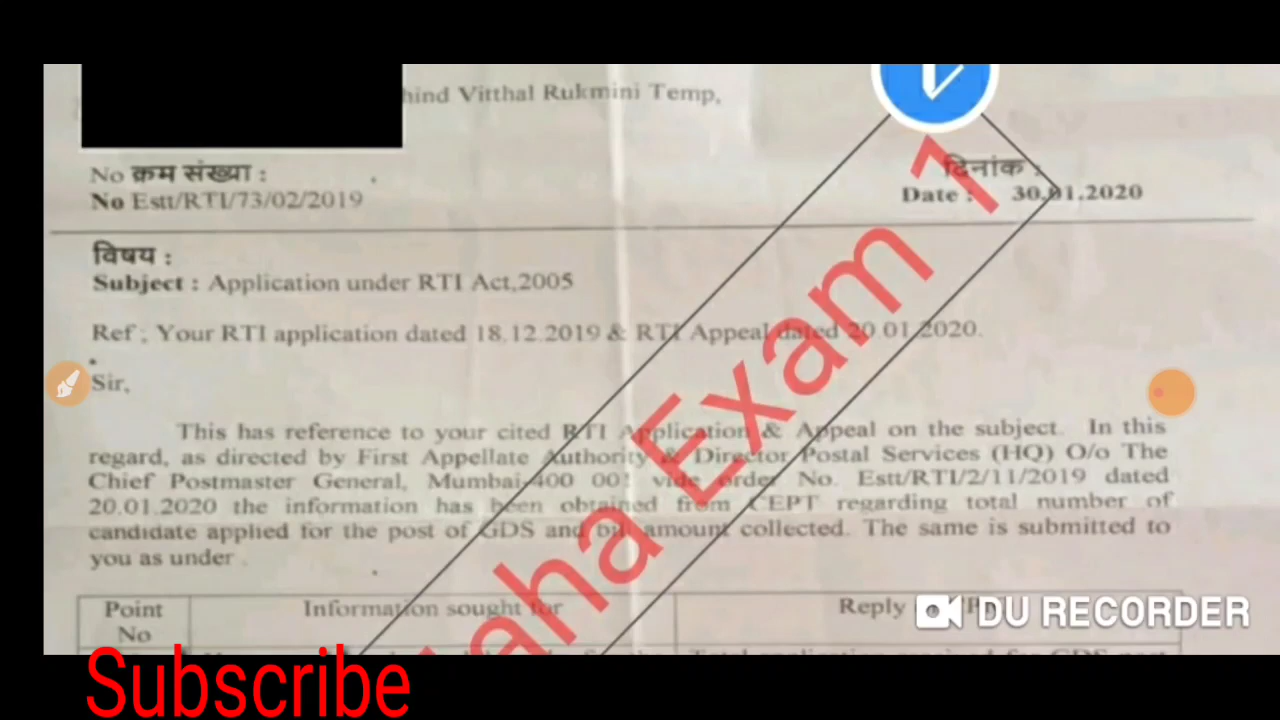 hind Vitthal Rukmini Temp,
No क्रम संख्या :
दिनांक :
No Estt/RTI/73/02/2019
Date : 30.01.2020
विषय :
Subject : Application under RTI Act,2005
Ref : Your RTI application dated 18.12.2019 & RTI Appeal dated 20.01.2020.
Sir,
This has reference to your cited RTI Application & Appeal on the subject. In this
regard, as directed by First Appellate Authority & Director Postal Services (HQ) O/o The
Chief Postmaster General, Mumbai-400 001 vide order No. Estt/RTI/2/11/2019 dated
20.01.2020 the information has been obtained from CEPT regarding total number of
candidate applied for the post of GDS and amount collected. The same is submitted to
you as under
Point
No
Information sought for
Reply
aha Exam 1
DU RECORDER
Subscribe